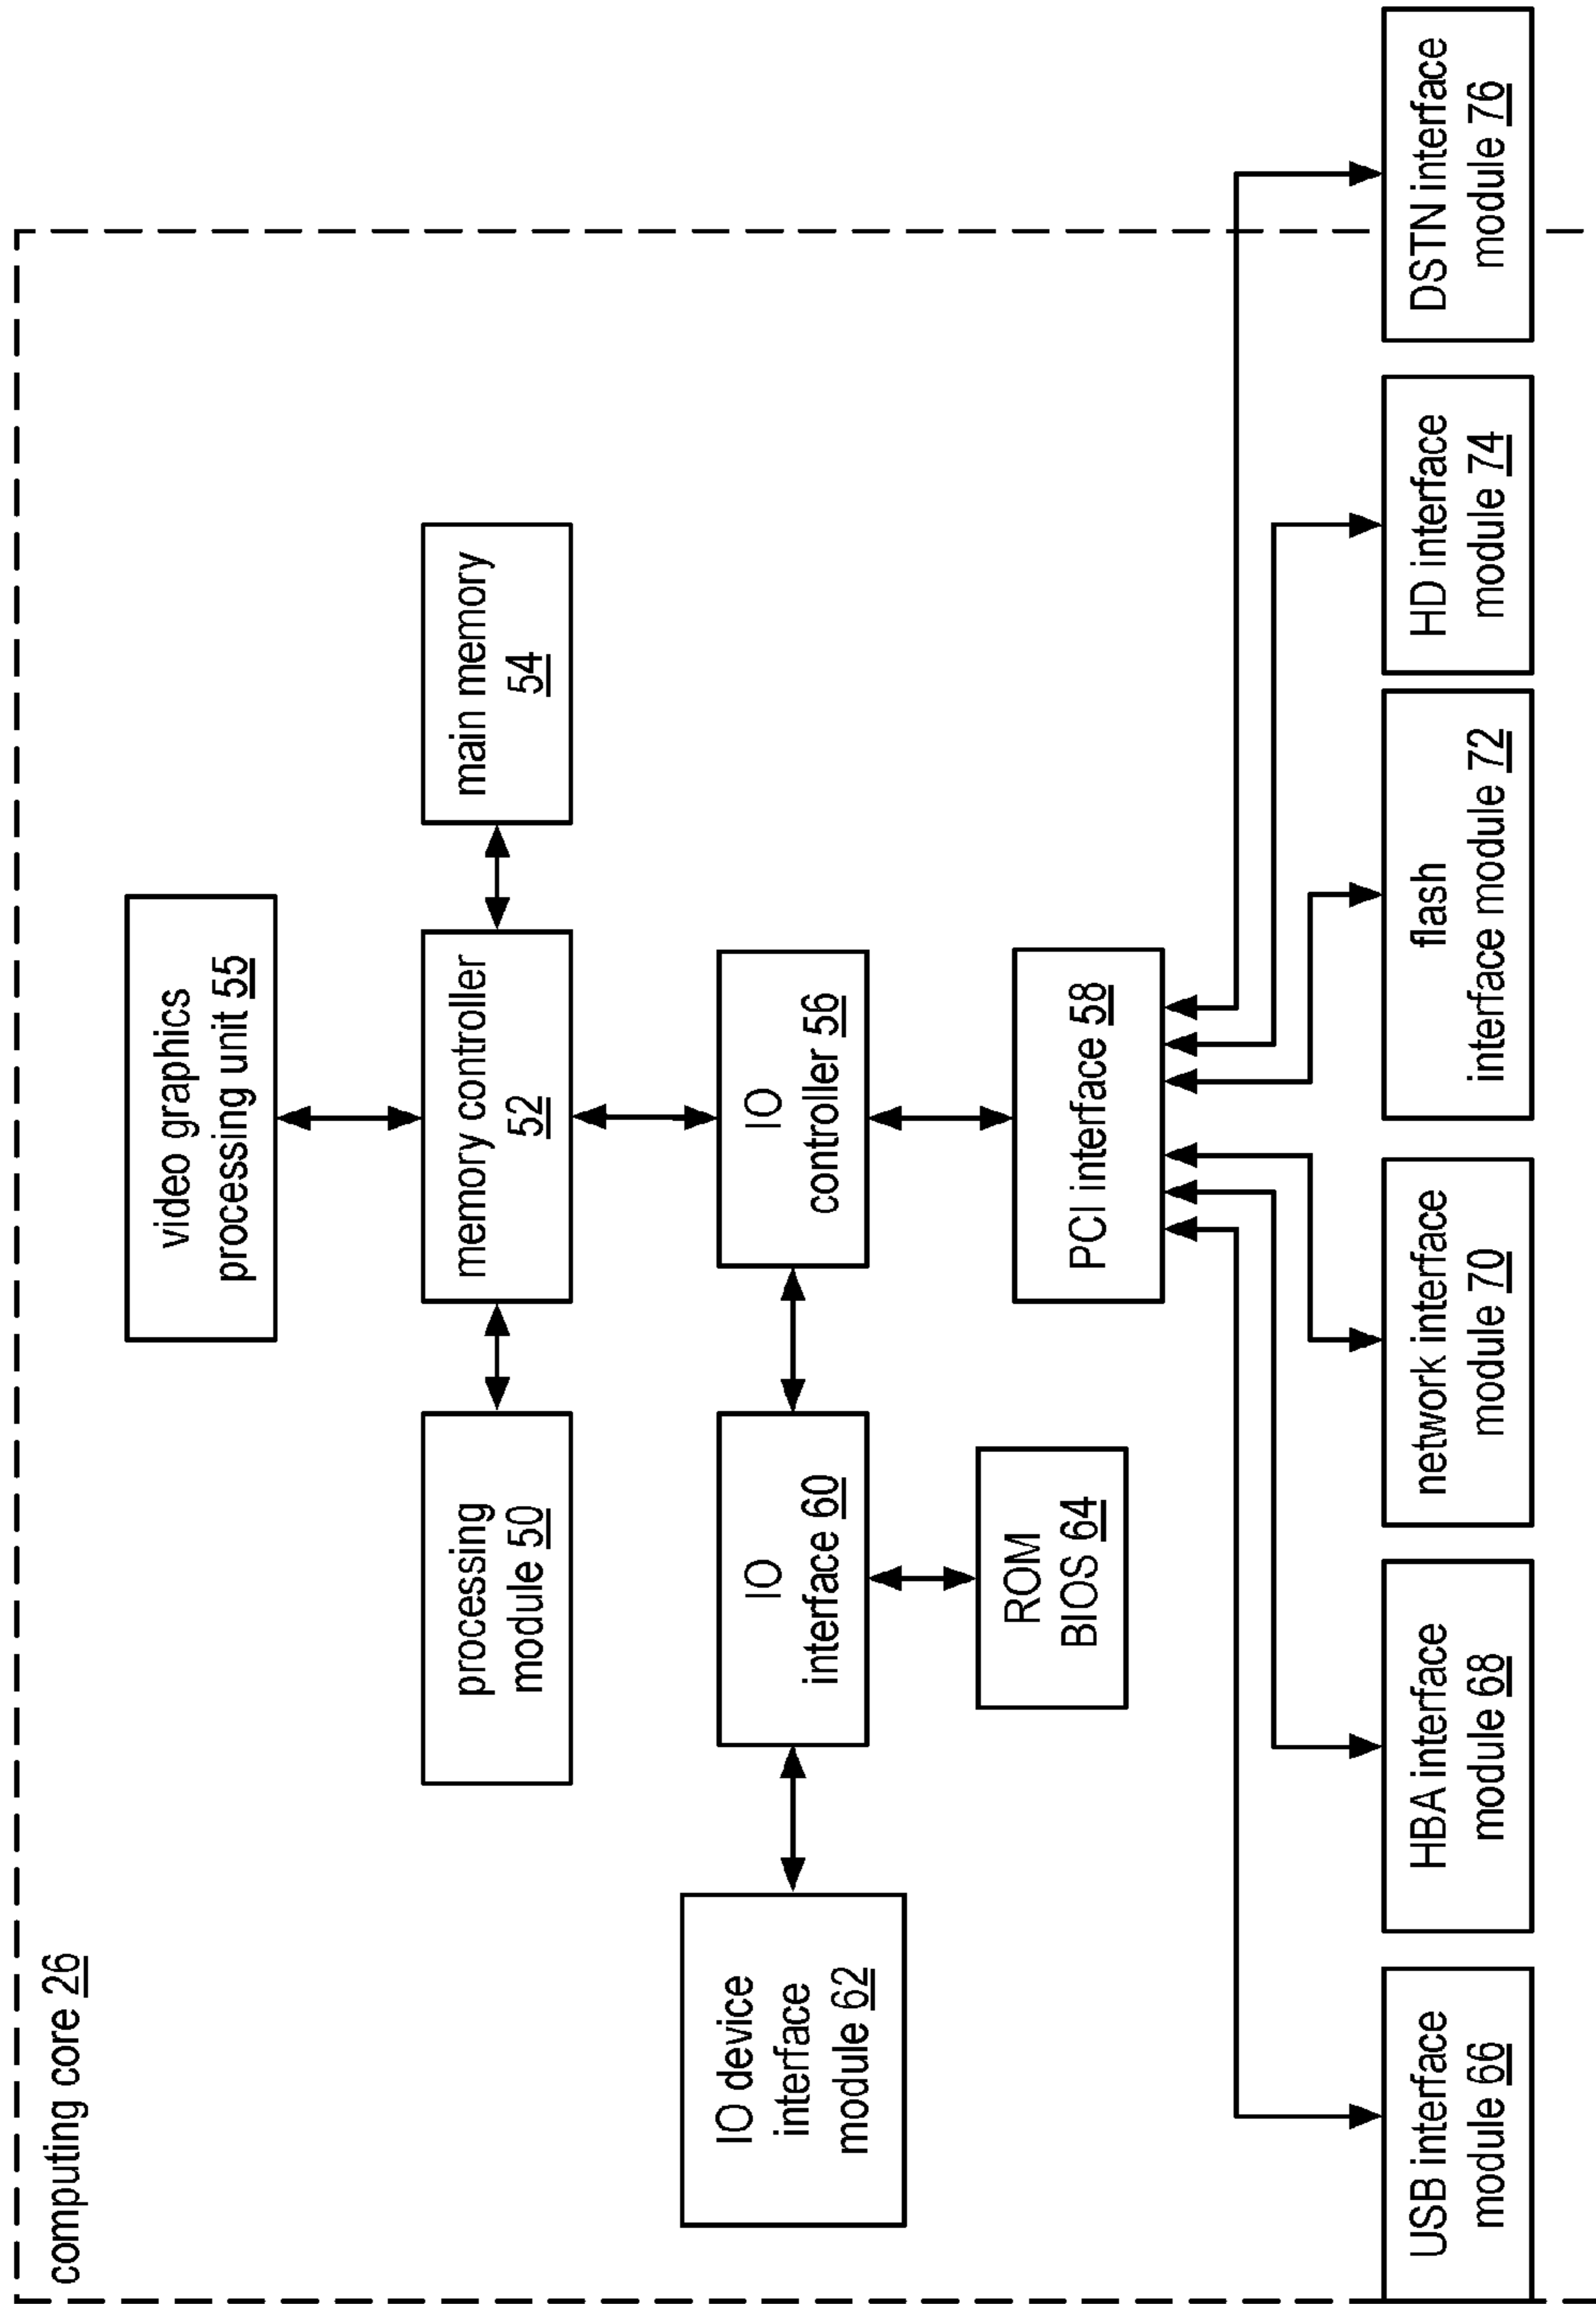 computing core 26
video graphics
processing unit 55
processing
module 50
memory controller
52
main memory
54
IO device
interface
module 62
IO
interface 60
IO
controller 56
ROM
BIOS 64
PCI interface 58
USB interface
module 66
HBA interface
module 68
network interface
module 70
flash
interface module 72
HD interface
module 74
DSTN interface
module 76